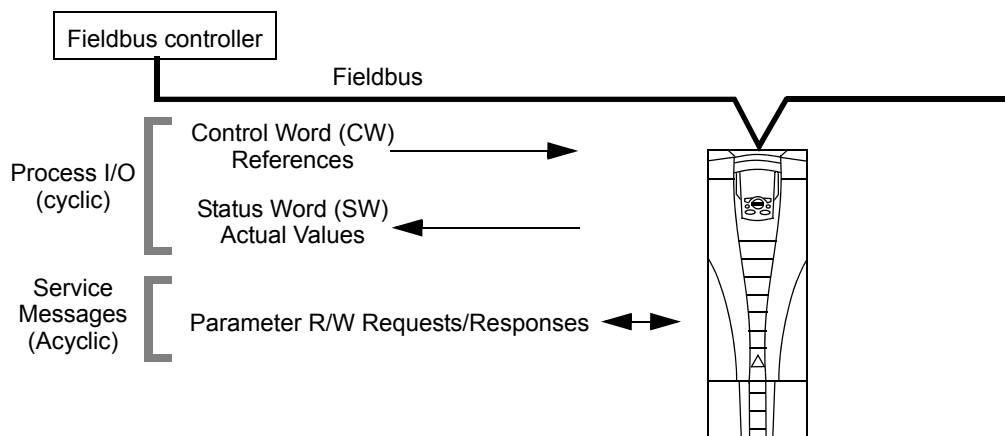 Fieldbus controller
Fieldbus
Process I/O
(cyclic)
Control Word (CW)
References
Status Word (SW)
Actual Values
Service
Messages
(Acyclic)
Parameter R/W Requests/Responses